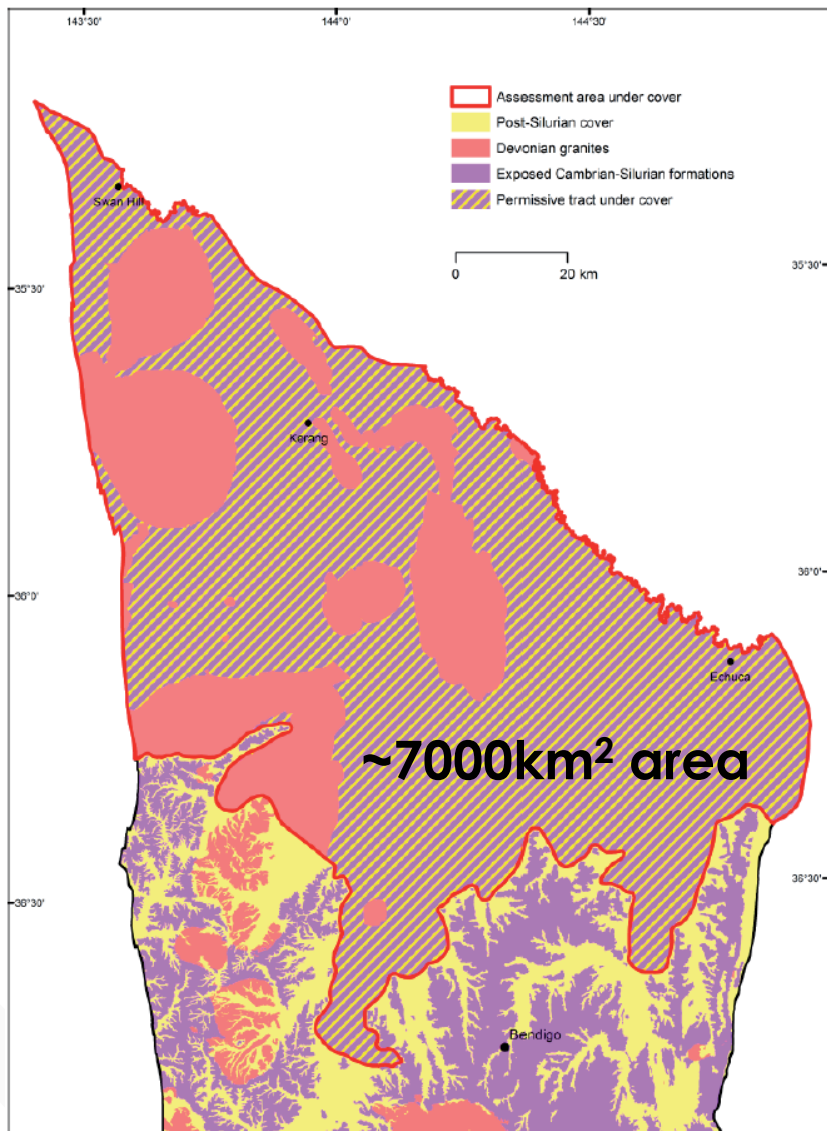 143°30'
144°0'
144°30'
Assessment area under cover
Post-Silurian cover
Devonian granites
Exposed Cambrian-Silurian formations
Permissive tract under cover
0 20 km
Swan Hill
35°30'
35°30'
Kerang
36°0'
36°0'
Echuca
~7000km² area
36°30'
36°30'
Bendigo